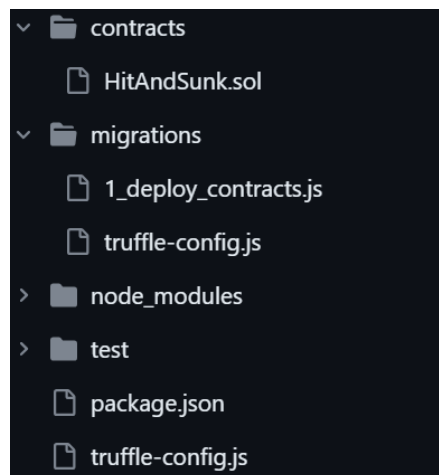 contracts
HitAndSunk.sol
migrations
1_deploy_contracts.js
truffle-config.js
node_modules
test
package.json
truffle-config.js